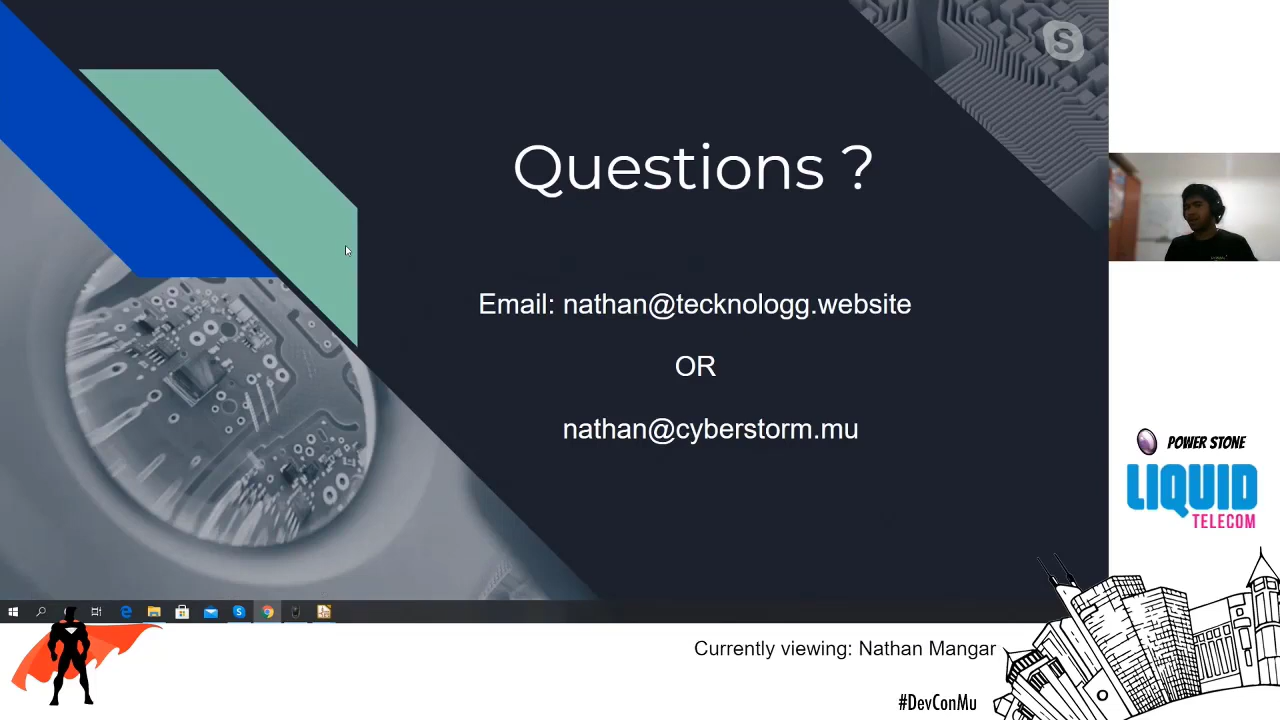 Questions ?
Email: nathan@tecknologg.website
OR
nathan@cyberstorm.mu
POWER STONE
LIQUID
TELECOM
Currently viewing: Nathan Mangar
#DevConMu